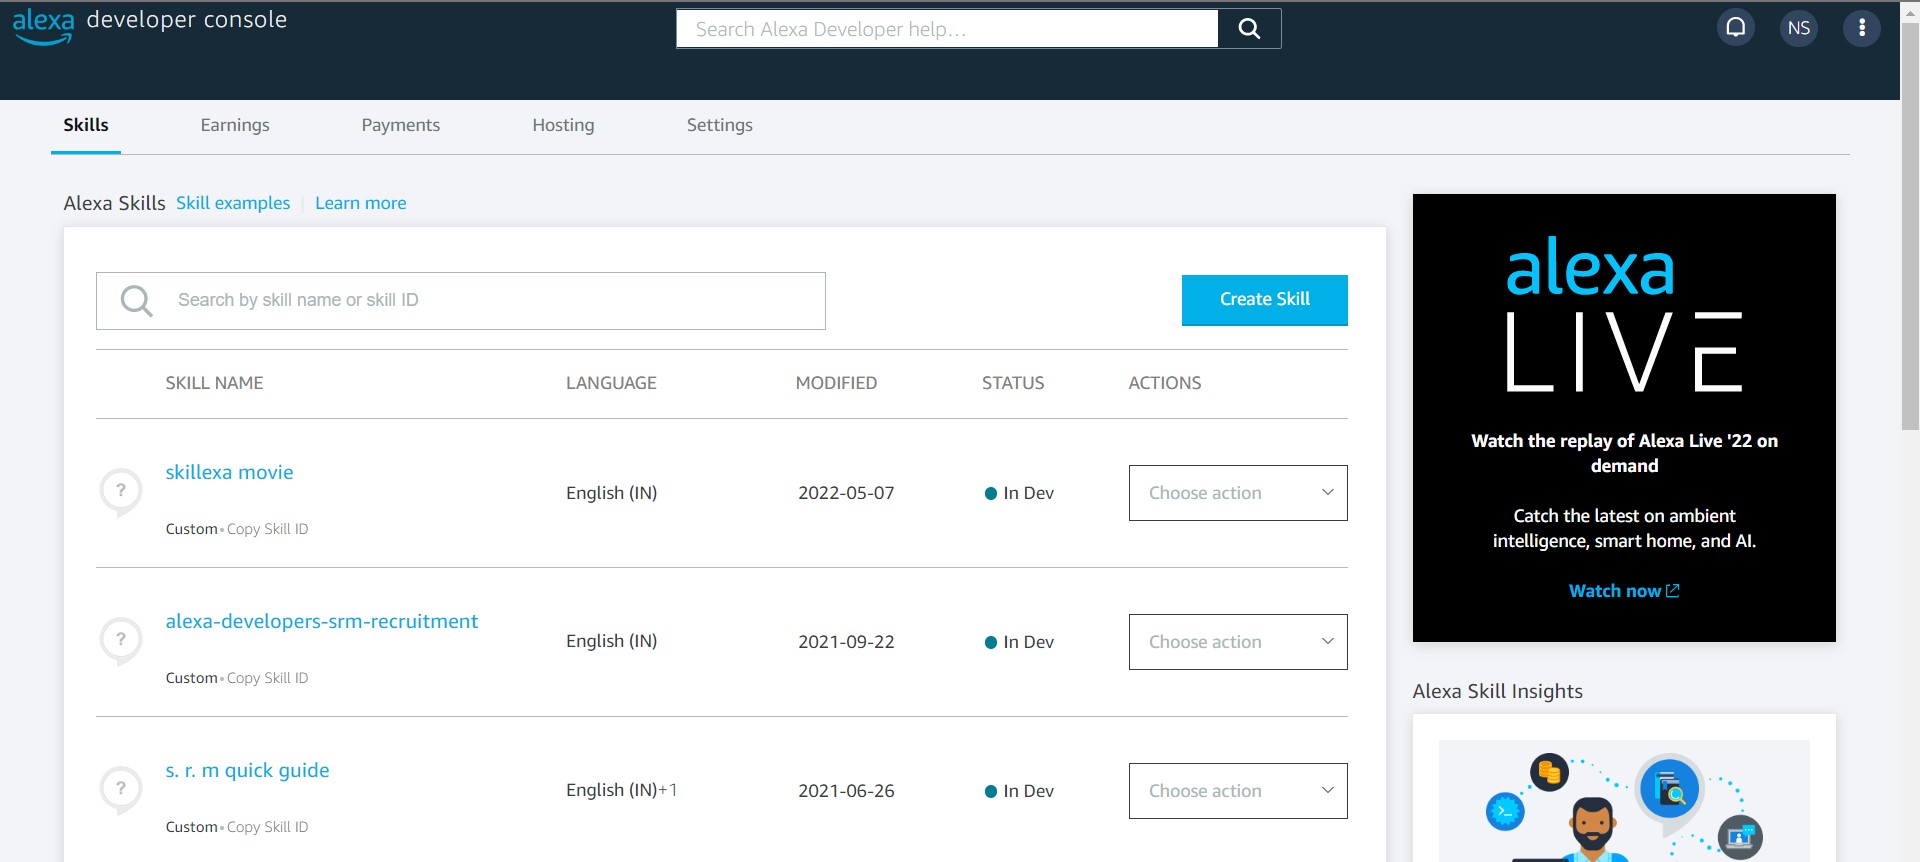 alexa developer console
Search Alexa Developer help...
NS
Skills Earnings Payments Hosting Settings
Alexa Skills Skill examples Learn more
Search by skill name or skill ID
Create Skill
SKILL NAME LANGUAGE MODIFIED STATUS ACTIONS
?
skillexa movie
English (IN) 2022-05-07 In Dev Choose action
Custom • Copy Skill ID
?
alexa-developers-srm-recruitment
English (IN) 2021-09-22 In Dev Choose action
Custom • Copy Skill ID
?
s. r. m quick guide
English (IN)+1 2021-06-26 In Dev Choose action
Custom • Copy Skill ID
alexa
LIVE
Watch the replay of Alexa Live '22 on
demand
Catch the latest on ambient
intelligence, smart home, and AI.
Watch now
Alexa Skill Insights